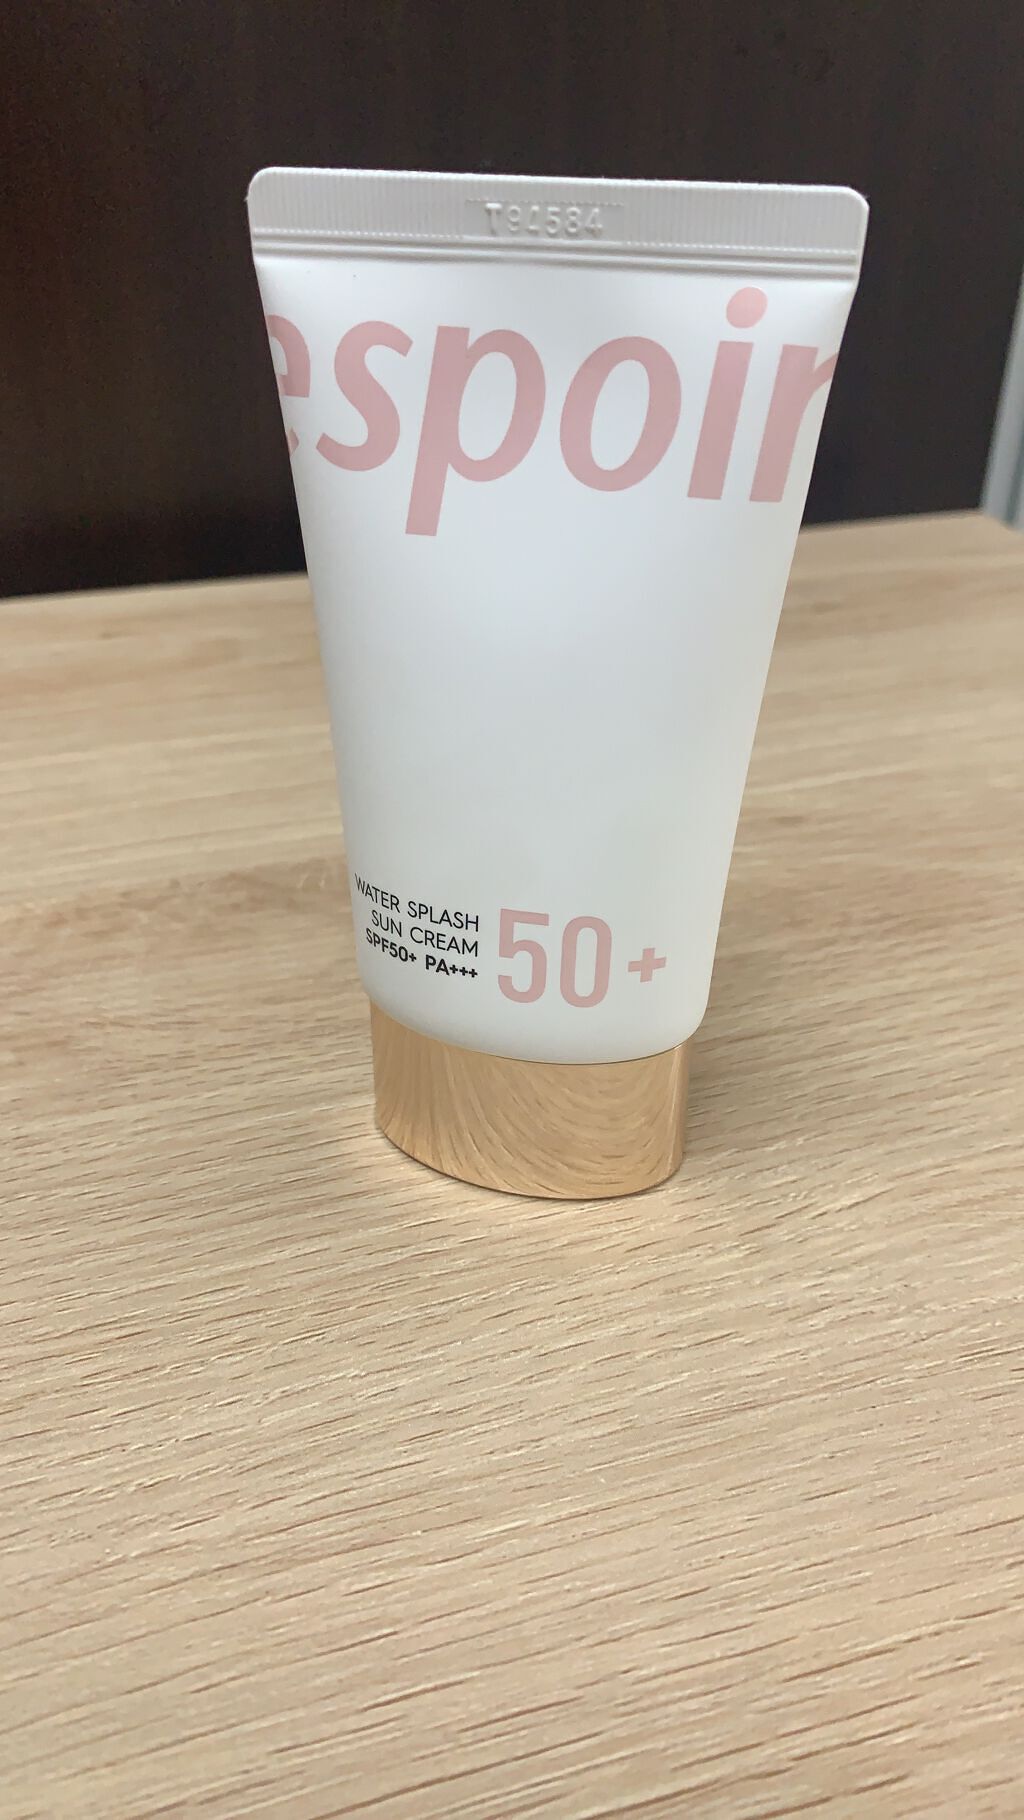 T94584
espoir
WATER SPLASH
SUN CREAM
SPF50+ PA+++
50+